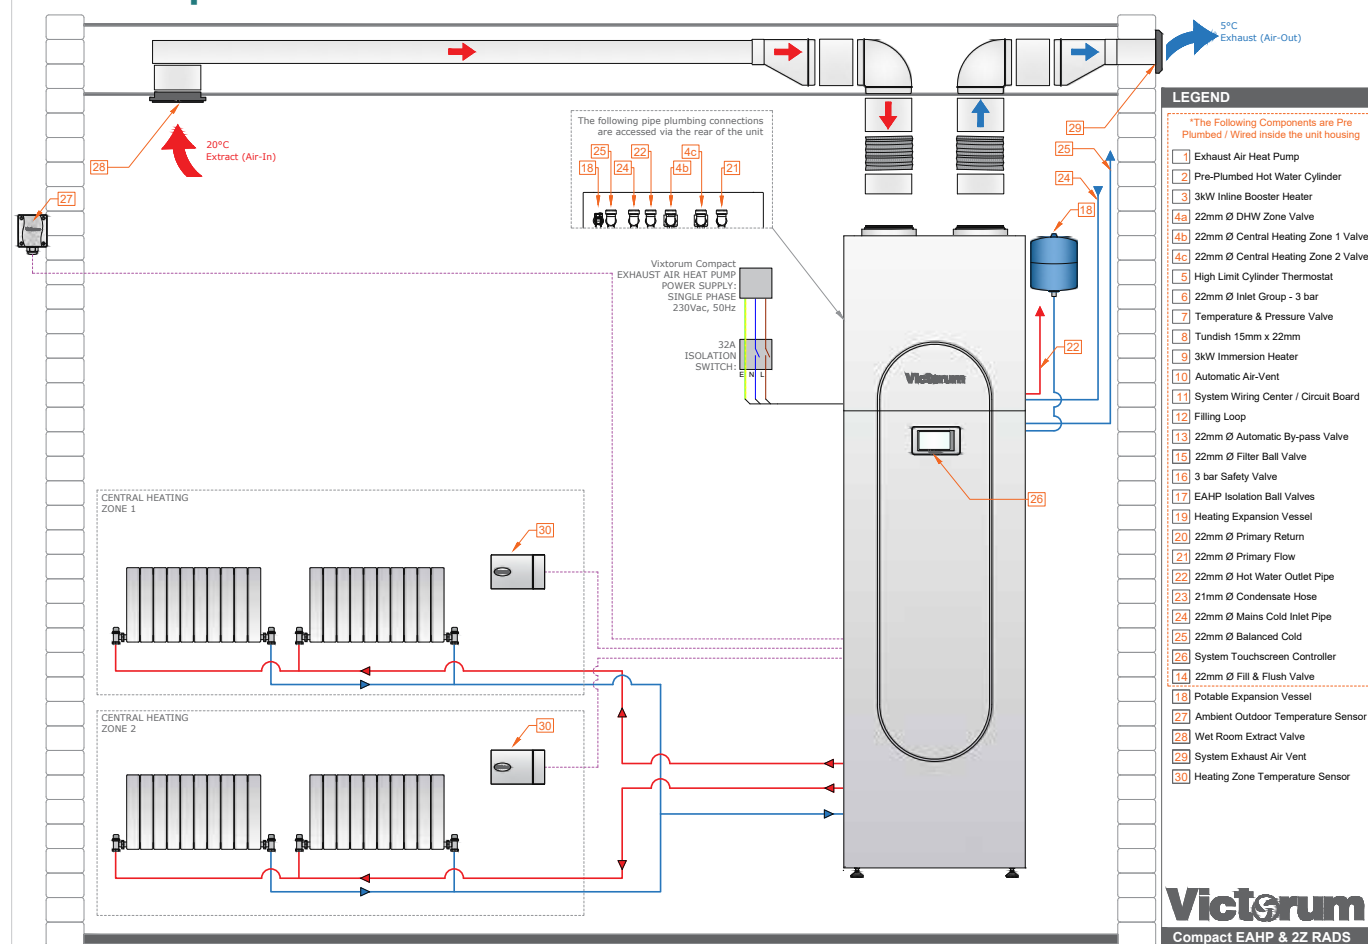 5°C
Exhaust (Air-Out)
20°C
Extract (Air-In)
28
29
27
The following pipe plumbing connections
are accessed via the rear of the unit
25
22
4c
18
24
4b
21
25
24
18
22
26
Vixtorum Compact
EXHAUST AIR HEAT PUMP
POWER SUPPLY:
SINGLE PHASE
230Vac, 50Hz
32A
ISOLATION
SWITCH:
E N L
Victorum
CENTRAL HEATING
ZONE 1
30
CENTRAL HEATING
ZONE 2
30
LEGEND
*The Following Components are Pre
Plumbed / Wired inside the unit housing
1 Exhaust Air Heat Pump
2 Pre-Plumbed Hot Water Cylinder
3 3kW Inline Booster Heater
4a 22mm Ø DHW Zone Valve
4b 22mm Ø Central Heating Zone 1 Valve
4c 22mm Ø Central Heating Zone 2 Valve
5 High Limit Cylinder Thermostat
6 22mm Ø Inlet Group - 3 bar
7 Temperature & Pressure Valve
8 Tundish 15mm x 22mm
9 3kW Immersion Heater
10 Automatic Air-Vent
11 System Wiring Center / Circuit Board
12 Filling Loop
13 22mm Ø Automatic By-pass Valve
15 22mm Ø Filter Ball Valve
16 3 bar Safety Valve
17 EAHP Isolation Ball Valves
19 Heating Expansion Vessel
20 22mm Ø Primary Return
21 22mm Ø Primary Flow
22 22mm Ø Hot Water Outlet Pipe
23 21mm Ø Condensate Hose
24 22mm Ø Mains Cold Inlet Pipe
25 22mm Ø Balanced Cold
26 System Touchscreen Controller
14 22mm Ø Fill & Flush Valve
18 Potable Expansion Vessel
27 Ambient Outdoor Temperature Sensor
28 Wet Room Extract Valve
29 System Exhaust Air Vent
30 Heating Zone Temperature Sensor
Victorum
Compact EAHP & 2Z RADS